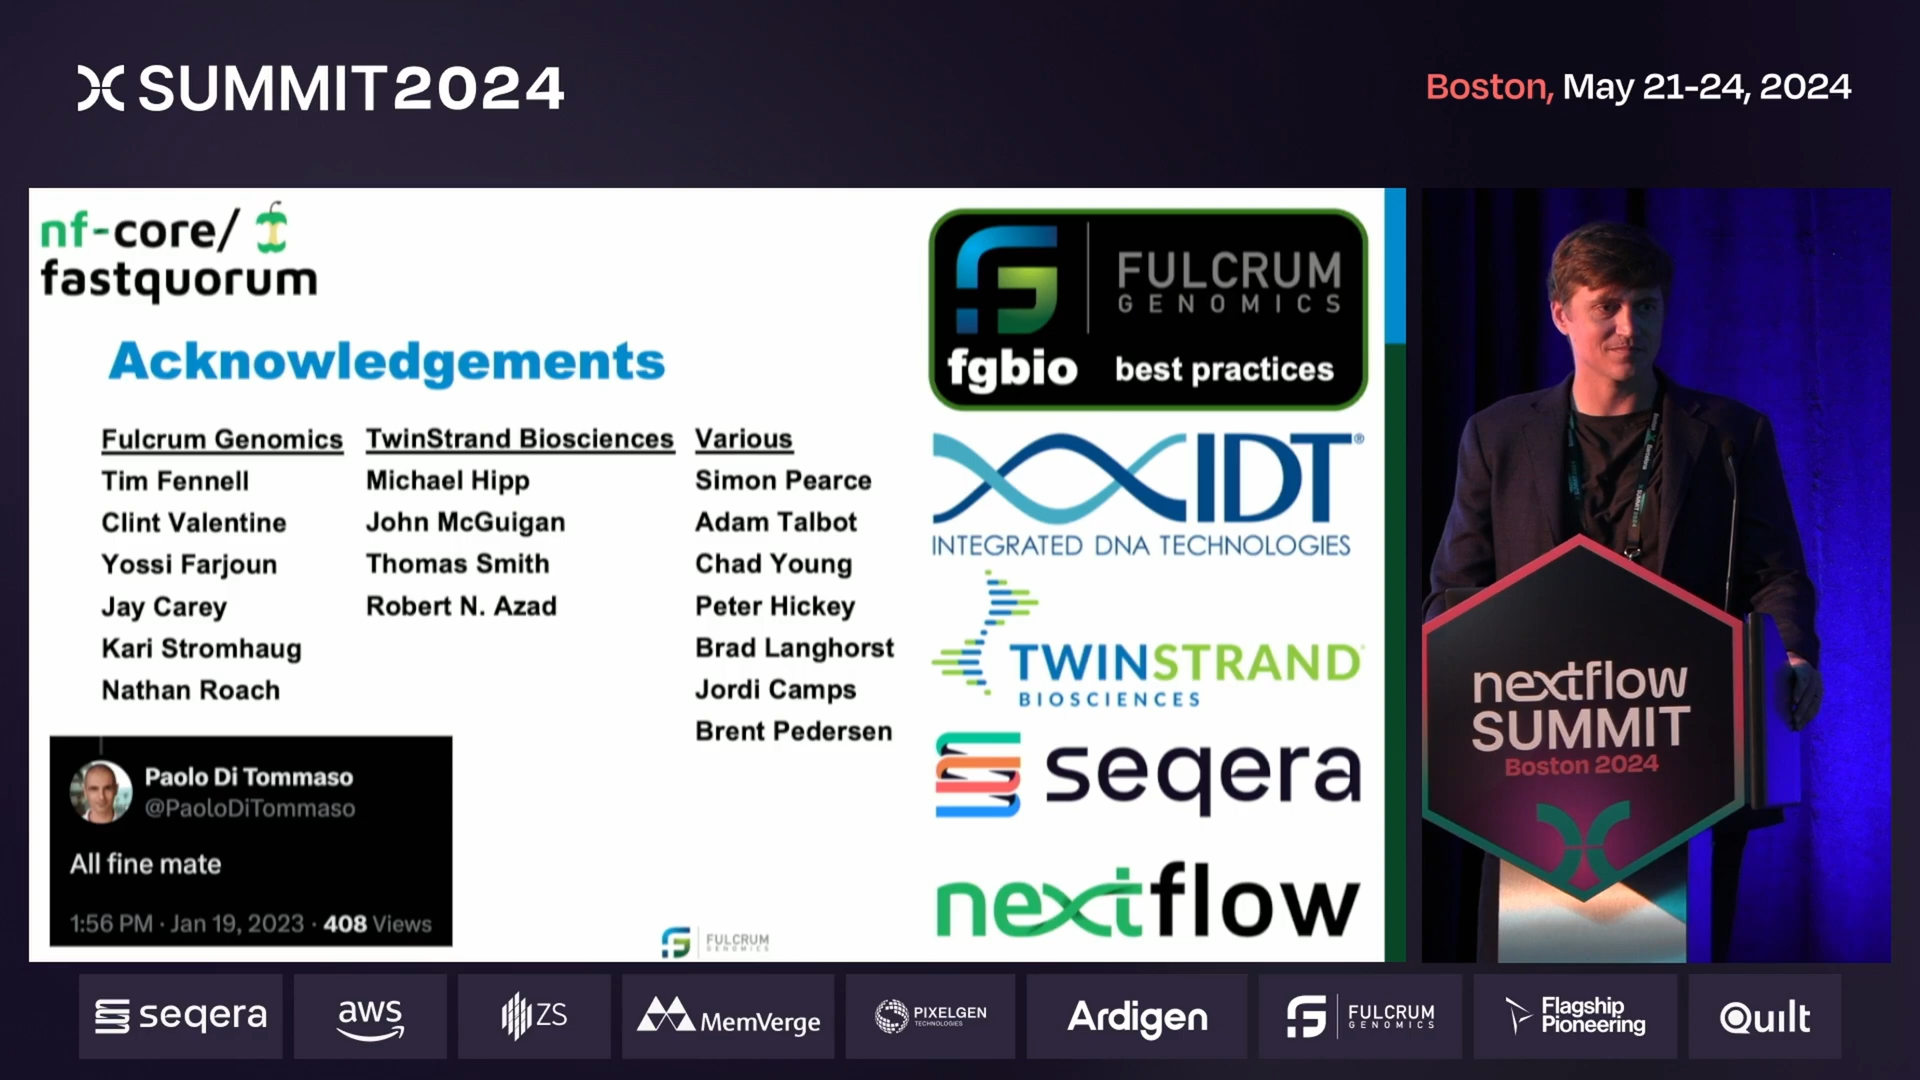 SUMMIT 2024
Boston, May 21-24, 2024
nf-core/
fastquorum
Acknowledgements
Fulcrum Genomics
Tim Fennell
Clint Valentine
Yossi Farjoun
Jay Carey
Kari Stromhaug
Nathan Roach
TwinStrand Biosciences
Michael Hipp
John McGuigan
Thomas Smith
Robert N. Azad
Various
Simon Pearce
Adam Talbot
Chad Young
Peter Hickey
Brad Langhorst
Jordi Camps
Brent Pedersen
Paolo Di Tommaso
@PaoloDiTommaso
All fine mate
1:56 PM · Jan 19, 2023 · 408 Views
FULCRUM
GENOMICS
FULCRUM
GENOMICS
fgbio best practices
IDT®
INTEGRATED DNA TECHNOLOGIES
TWINSTRAND
BIOSCIENCES
seqera
nextflow
nextflow
SUMMIT
Boston 2024
seqera
aws
ZS
MemVerge
PIXELGEN
TECHNOLOGIES
Ardigen
FULCRUM
GENOMICS
Flagship
Pioneering
Quilt